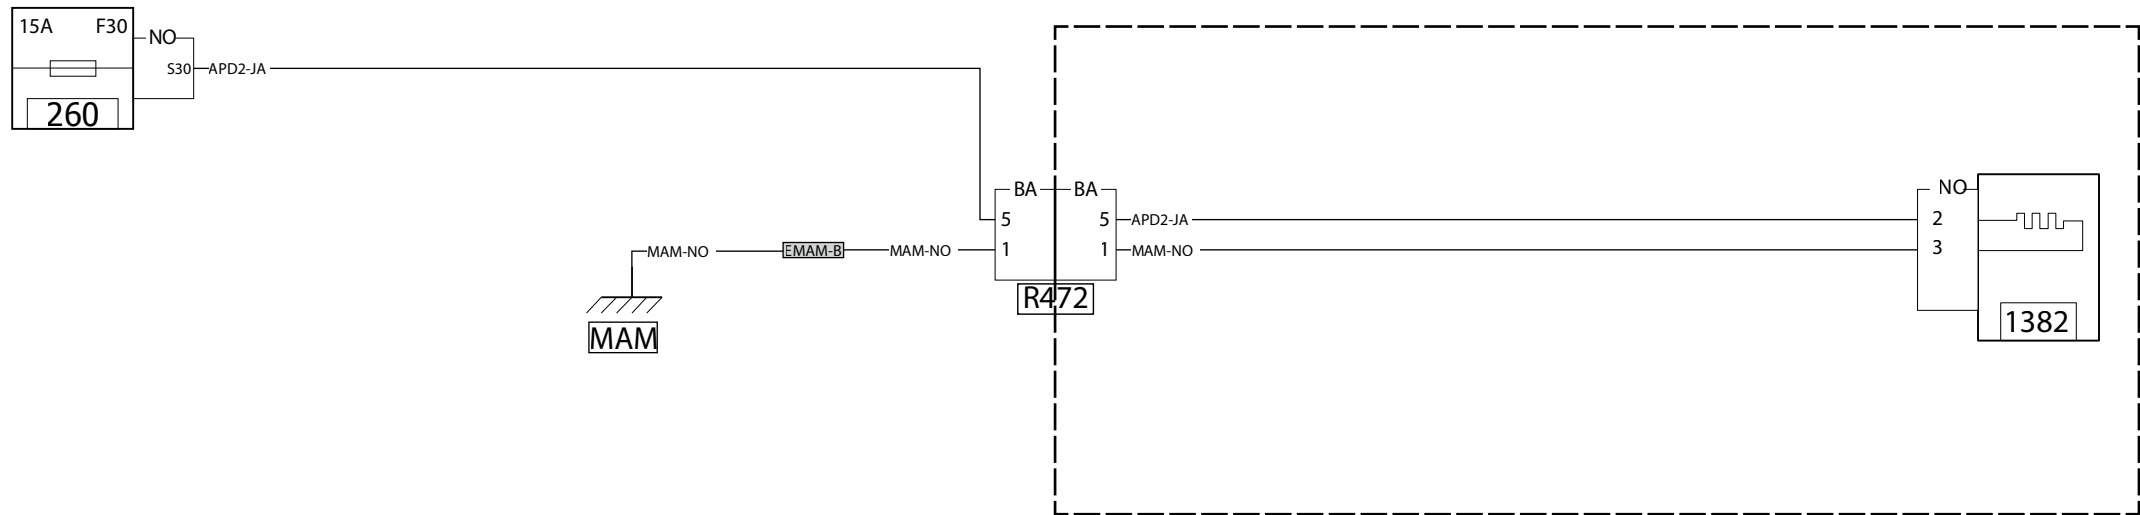 15A F30
NO
S30 APD2-JA
260
BA BA
NO
5 5 APD2-JA 2
MAM-NO EMAM-B MAM-NO 1 1 MAM-NO 3
R472
1382
MAM